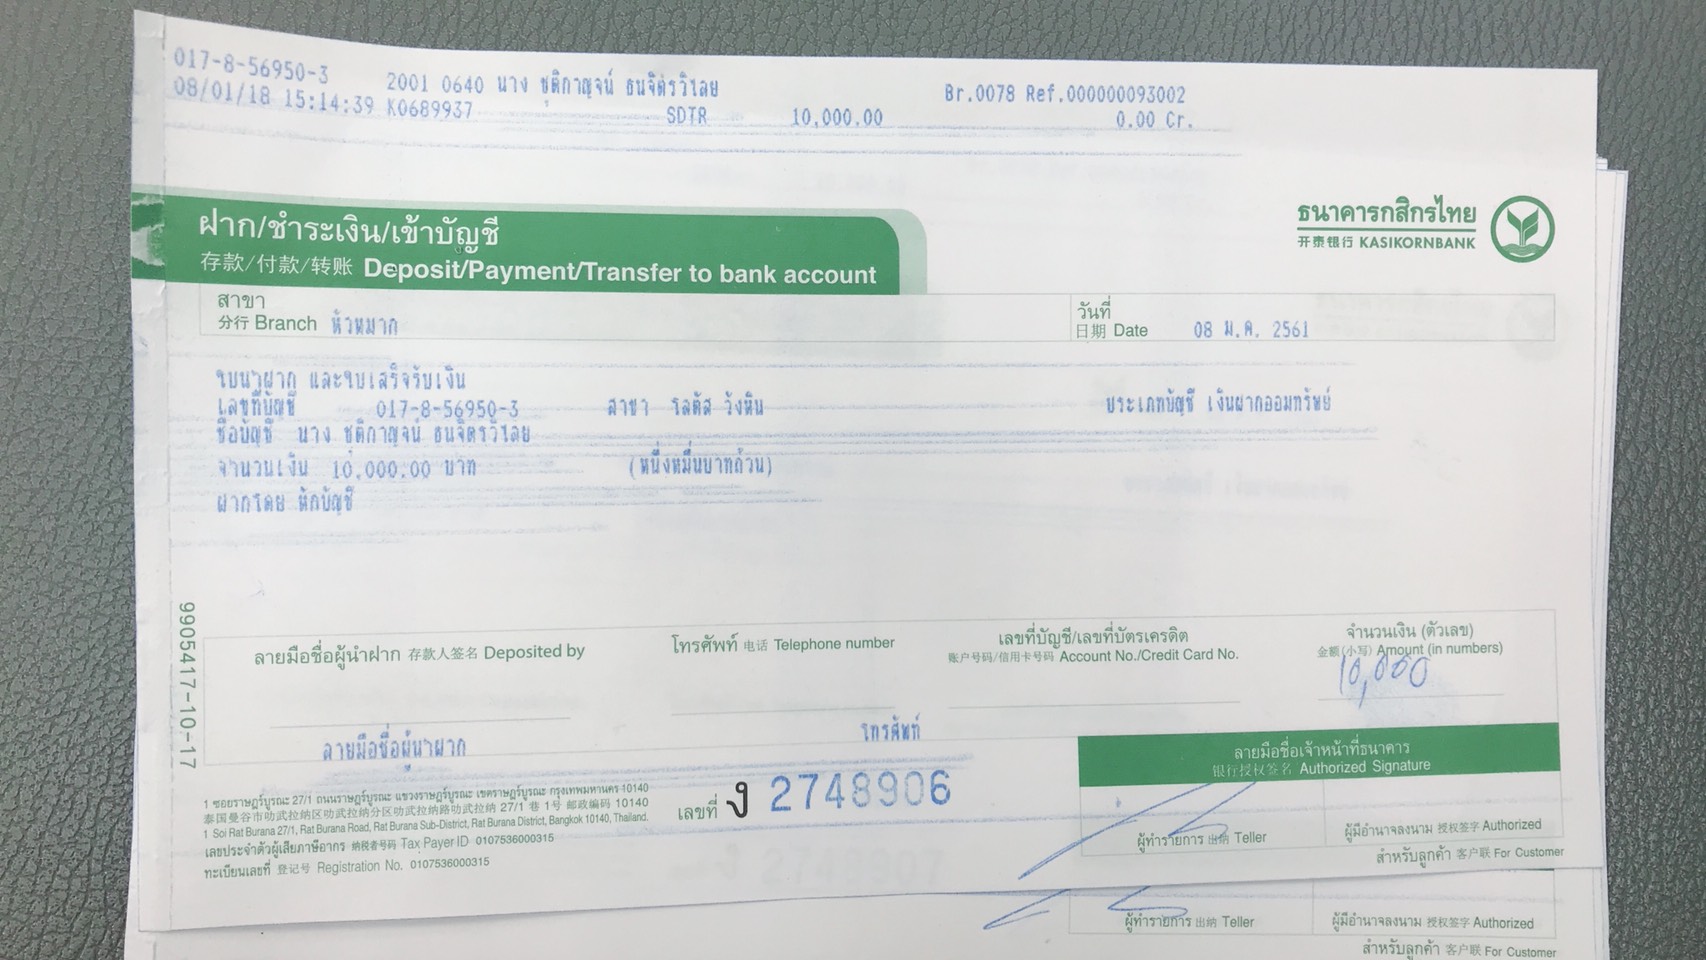 017-8-56950-3 2001 0640 นาง ชุติกาญจน์ ธนจิตรวิไลย Br.0078 Ref.000000093002
08/01/18 15:14:39 K0689937 SDTR 10,000.00 0.00 Cr.
ธนาคารกสิกรไทย
开泰银行 KASIKORNBANK
ฝาก/ชำระเงิน/เข้าบัญชี
存款/付款/转账 Deposit/Payment/Transfer to bank account
สาขา
分行 Branch หัวหมาก
วันที่
日期 Date 08 ม.ค. 2561
ใบนำฝาก และใบเสร็จรับเงิน
เลขที่บัญชี 017-8-56950-3 สาขา โลตัส วังหิน ประเภทบัญชี เงินฝากออมทรัพย์
ชื่อบัญชี นาง ชุติกาญจน์ ธนจิตรวิไลย
จำนวนเงิน 10,000.00 บาท (หนึ่งหมื่นบาทถ้วน)
ฝากโดย หักบัญชี
9905417-10-17
ลายมือชื่อผู้นำฝาก 存款人签名 Deposited by
โทรศัพท์ 电话 Telephone number
เลขที่บัญชี/เลขที่บัตรเครดิต
账户号码/信用卡号码 Account No./Credit Card No.
จำนวนเงิน (ตัวเลข)
金额(小写) Amount (in numbers)
10,000
ลายมือชื่อผู้นำฝาก โทรศัพท์
ลายมือชื่อเจ้าหน้าที่ธนาคาร
银行授权签名 Authorized Signature
1 ซอยราษฎร์บูรณะ 27/1 ถนนราษฎร์บูรณะ แขวงราษฎร์บูรณะ เขตราษฎร์บูรณะ กรุงเทพมหานคร 10140
泰国曼谷市叻武拉纳区叻武拉纳分区叻武拉纳路叻武拉纳 27/1 巷 1号 邮政编码 10140
1 Soi Rat Burana 27/1, Rat Burana Road, Rat Burana Sub-District, Rat Burana District, Bangkok 10140, Thailand.
เลขประจำตัวผู้เสียภาษีอากร 纳税者号码 Tax Payer ID 0107536000315
ทะเบียนเลขที่ 登记号 Registration No. 0107536000315
เลขที่ ง 2748906
ผู้ทำรายการ 出纳 Teller
ผู้มีอำนาจลงนาม 授权签字 Authorized
สำหรับลูกค้า 客户联 For Customer
ผู้ทำรายการ 出纳 Teller
ผู้มีอำนาจลงนาม 授权签字 Authorized
สำหรับลูกค้า 客户联 For Customer